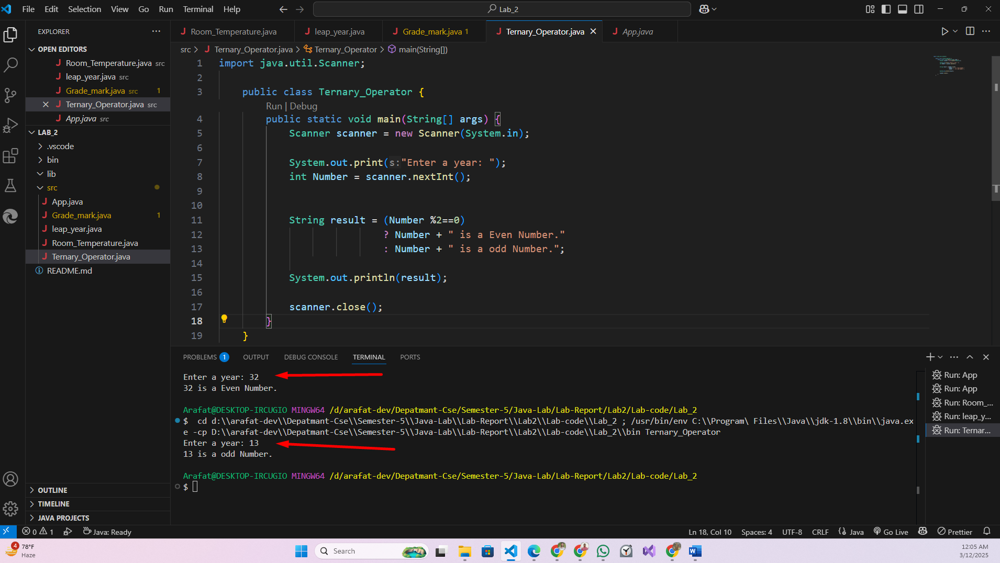 File Edit Selection View Go Run Terminal Help
Lab_2
EXPLORER
OPEN EDITORS
Room_Temperature.java src
leap_year.java src
Grade_mark.java src 1
Ternary_Operator.java src
App.java src
LAB_2
.vscode
bin
lib
src
App.java
Grade_mark.java 1
leap_year.java
Room_Temperature.java
Ternary_Operator.java
README.md
OUTLINE
TIMELINE
JAVA PROJECTS
Room_Temperature.java leap_year.java Grade_mark.java 1 Ternary_Operator.java App.java
src > Ternary_Operator.java > Ternary_Operator > main(String[])
1 import java.util.Scanner;
2
3 public class Ternary_Operator {
Run | Debug
4 public static void main(String[] args) {
5 Scanner scanner = new Scanner(System.in);
6
7 System.out.print(s:"Enter a year: ");
8 int Number = scanner.nextInt();
9
10
11 String result = (Number %2==0)
12 ? Number + " is a Even Number."
13 : Number + " is a odd Number.";
14
15 System.out.println(result);
16
17 scanner.close();
18 }
19 }
PROBLEMS 1 OUTPUT DEBUG CONSOLE TERMINAL PORTS
Enter a year: 32
32 is a Even Number.
Arafat@DESKTOP-IRCUGIO MINGW64 /d/arafat-dev/Depatmant-Cse/Semester-5/Java-Lab/Lab-Report/Lab2/Lab-code/Lab_2
$ cd d:\\arafat-dev\\Depatmant-Cse\\Semester-5\\Java-Lab\\Lab-Report\\Lab2\\Lab-code\\Lab_2 ; /usr/bin/env C:\\Program\ Files\\Java\\jdk-1.8\\bin\\java.ex
e -cp D:\\arafat-dev\\Depatmant-Cse\\Semester-5\\Java-Lab\\Lab-Report\\Lab2\\Lab-code\\Lab_2\\bin Ternary_Operator
Enter a year: 13
13 is a odd Number.
Arafat@DESKTOP-IRCUGIO MINGW64 /d/arafat-dev/Depatmant-Cse/Semester-5/Java-Lab/Lab-Report/Lab2/Lab-code/Lab_2
$
Run: App
Run: App
Run: Room_...
Run: leap_y...
Run: Ternar...
0 1 Java: Ready
Ln 18, Col 10 Spaces: 4 UTF-8 CRLF Java Go Live Prettier
4
78°F
Haze
Search
12:05 AM
3/12/2025